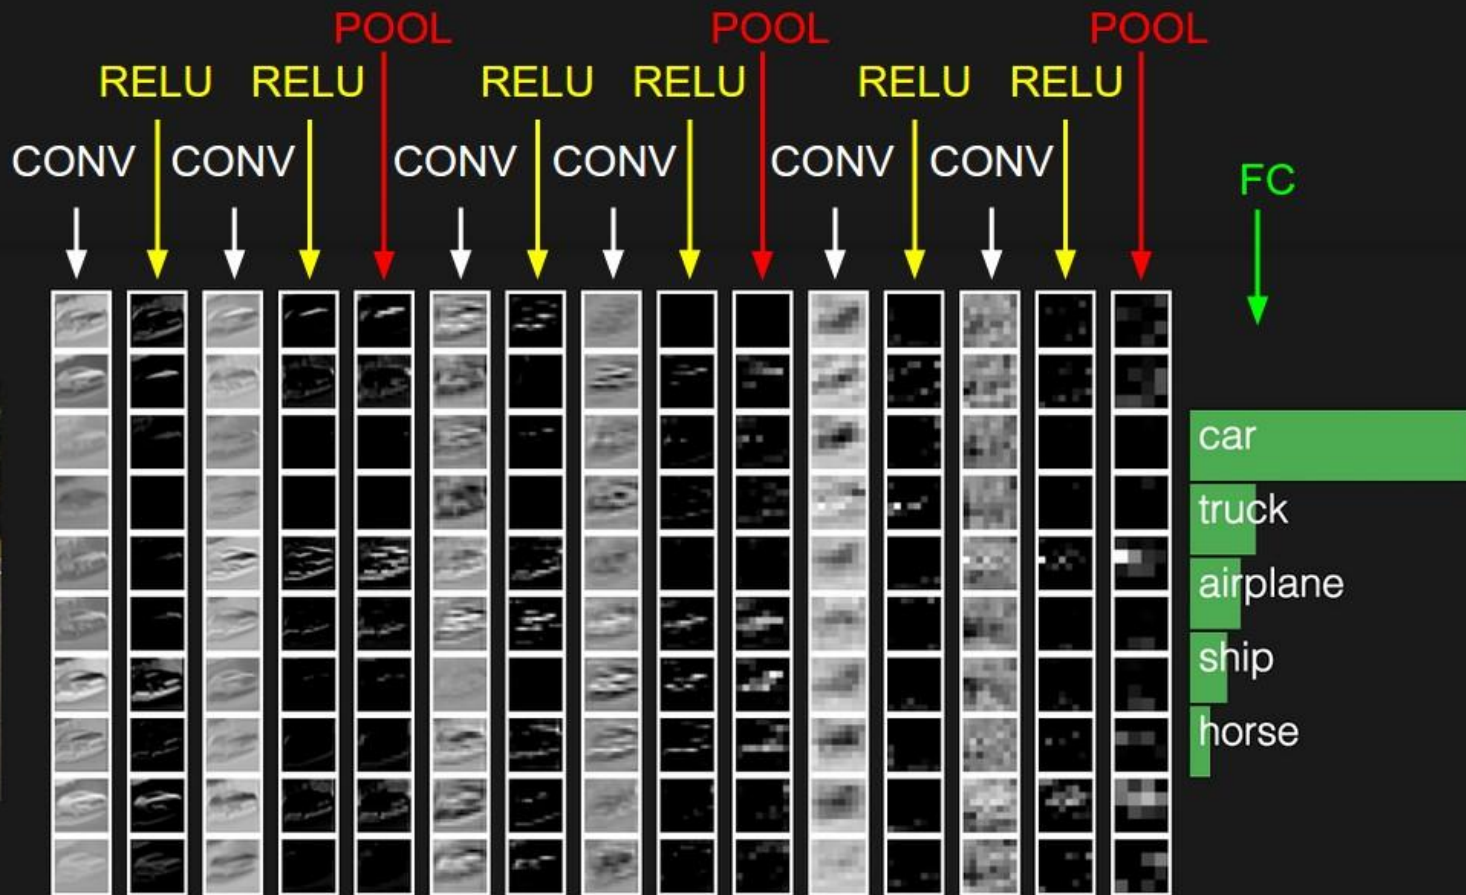 POOL POOL POOL
RELU RELU RELU RELU RELU RELU
CONV CONV CONV CONV CONV CONV
FC
car
truck
airplane
ship
horse